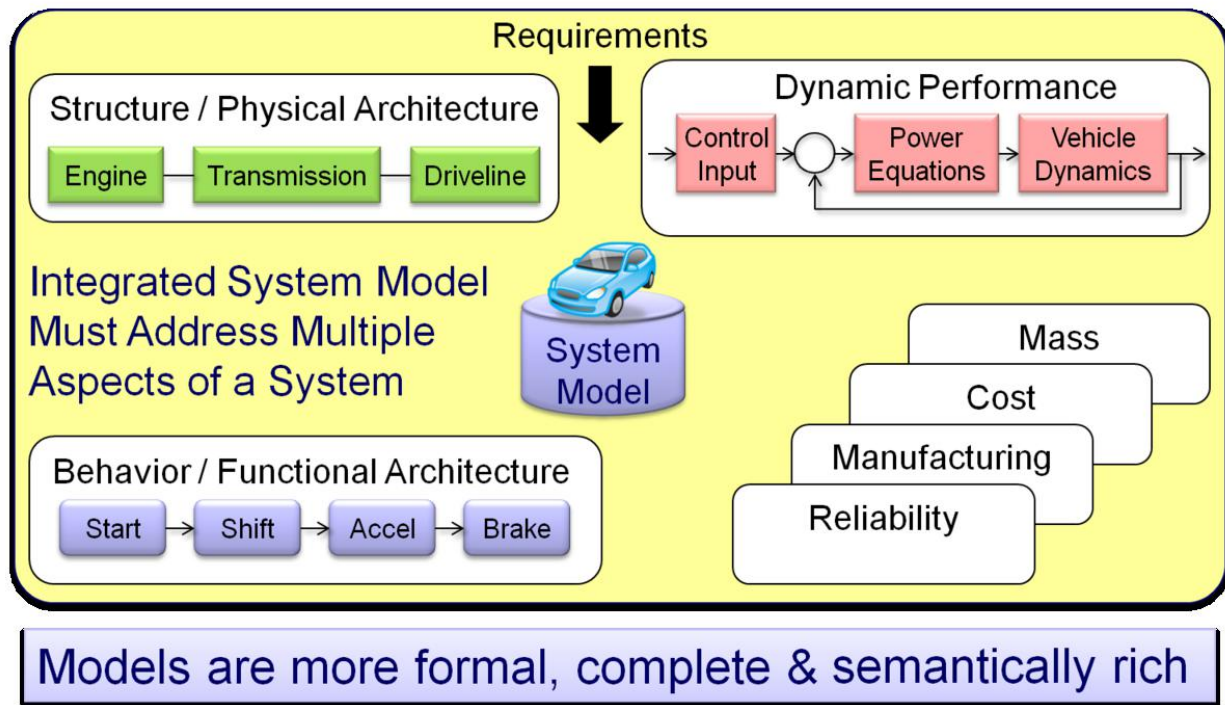 Requirements
Structure / Physical Architecture
Engine
Transmission
Driveline
Dynamic Performance
Control
Input
Power
Equations
Vehicle
Dynamics
Integrated System Model
Must Address Multiple
Aspects of a System
System
Model
Mass
Cost
Manufacturing
Reliability
Behavior / Functional Architecture
Start
Shift
Accel
Brake
Models are more formal, complete & semantically rich